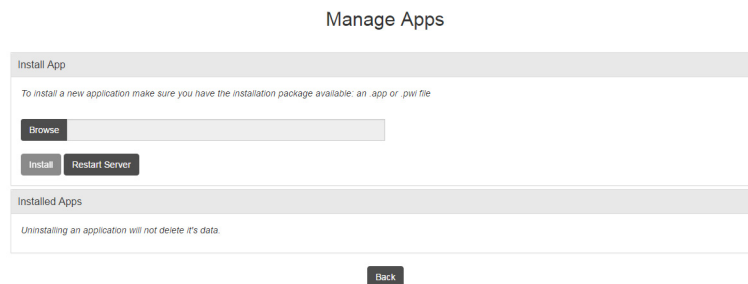 Manage Apps
Install App
To install a new application make sure you have the installation package available: an .app or .pwi file
Browse
Install Restart Server
Installed Apps
Uninstalling an application will not delete it's data.
Back